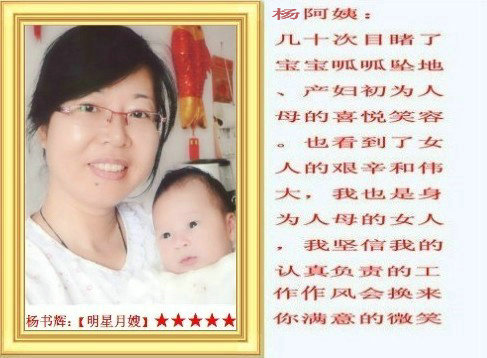 杨阿姨：
几十次目睹了
宝宝呱呱坠地
、产妇初为人
母的喜悦笑容
。也看到了女
人的艰辛和伟
大，我也是身
为人母的女人
，我坚信我的
认真负责的工
作作风会换来
你满意的微笑
杨书辉：【明星月嫂】★★★★★